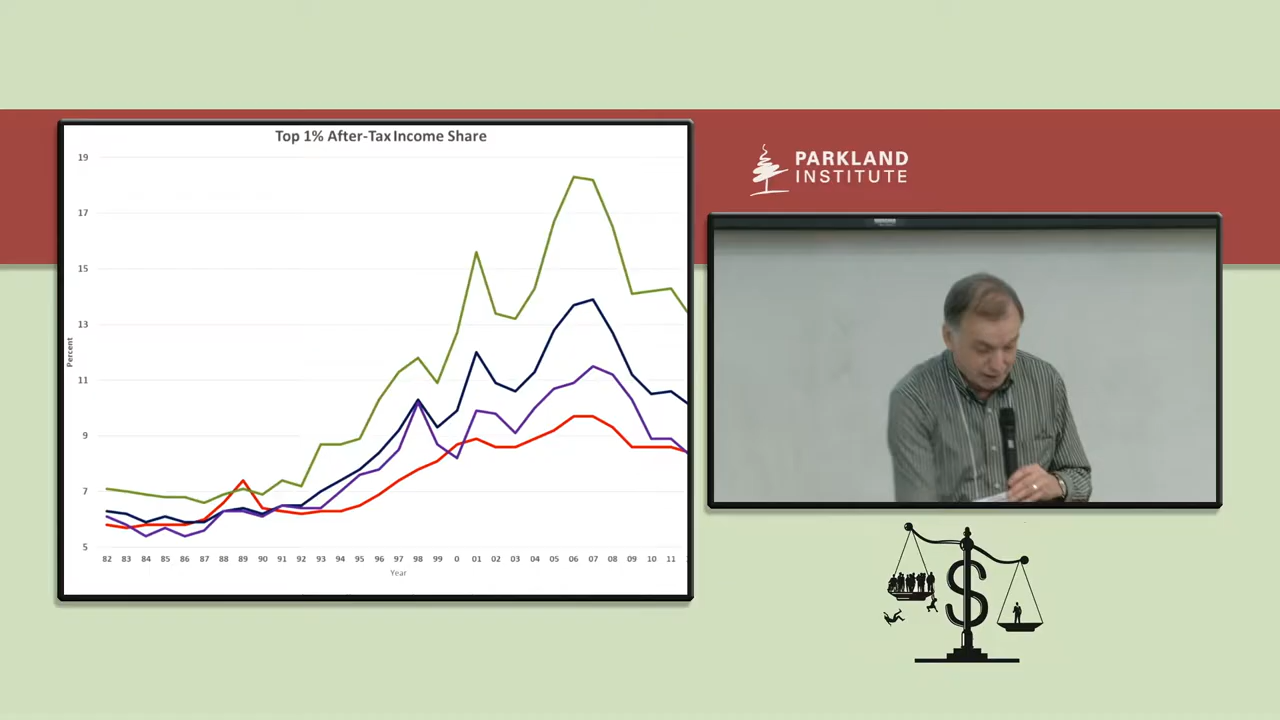 Top 1% After-Tax Income Share
19
17
15
13
11
9
7
5
Percent
82 83 84 85 86 87 88 89 90 91 92 93 94 95 96 97 98 99 0 01 02 03 04 05 06 07 08 09 10 11
Year
PARKLAND
INSTITUTE
$